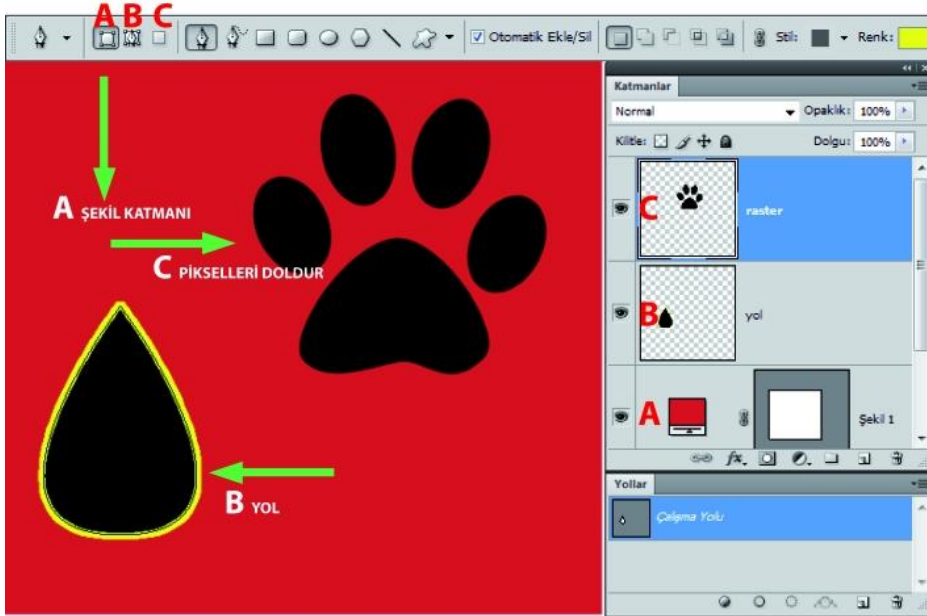 A B C
Otomatik Ekle/Sil
Stil:
Renk:
Katmanlar
Normal
Opaklık: 100%
Kilitle:
Dolgu: 100%
A ŞEKİL KATMANI
C PİKSELLERİ DOLDUR
B YOL
C raster
B yol
A Şekil 1
fx
Yollar
Çalışma Yolu